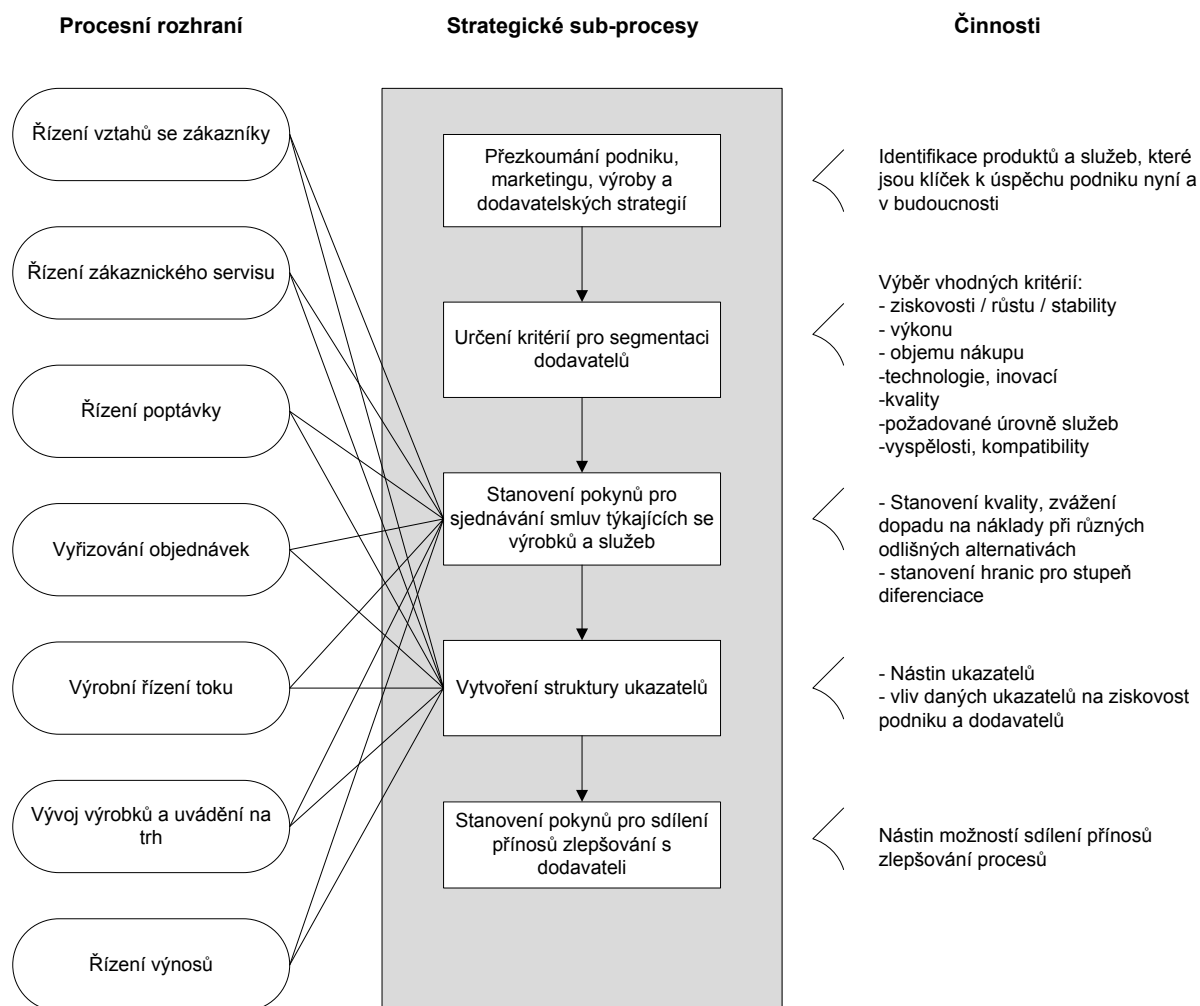 Procesní rozhraní
Strategické sub-procesy
Činnosti
Řízení vztahů se zákazníky
Řízení zákaznického servisu
Řízení poptávky
Vyřizování objednávek
Výrobní řízení toku
Vývoj výrobků a uvádění na
trh
Řízení výnosů
Přezkoumání podniku,
marketingu, výroby a
dodavatelských strategií
Určení kritérií pro segmentaci
dodavatelů
Stanovení pokynů pro
sjednávání smluv týkajících se
výrobků a služeb
Vytvoření struktury ukazatelů
Stanovení pokynů pro sdílení
přínosů zlepšování s
dodavateli
Identifikace produktů a služeb, které
jsou klíček k úspěchu podniku nyní a
v budoucnosti
Výběr vhodných kritérií:
- ziskovosti / růstu / stability
- výkonu
- objemu nákupu
-technologie, inovací
-kvality
-požadované úrovně služeb
-vyspělosti, kompatibility
- Stanovení kvality, zvážení
dopadu na náklady při různých
odlišných alternativách
- stanovení hranic pro stupeň
diferenciace
- Nástin ukazatelů
- vliv daných ukazatelů na ziskovost
podniku a dodavatelů
Nástin možností sdílení přínosů
zlepšování procesů